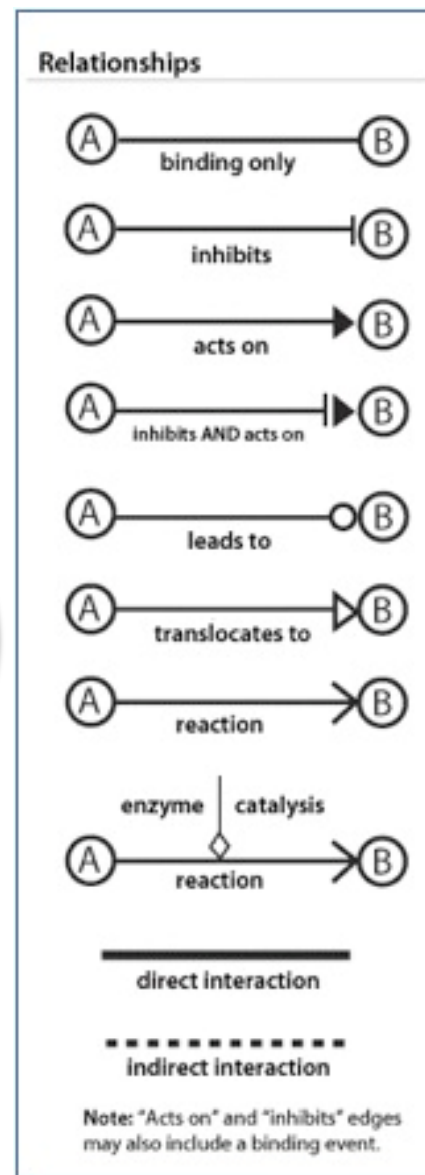 Relationships
A B
binding only
A B
inhibits
A B
acts on
A B
inhibits AND acts on
A B
leads to
A B
translocates to
A B
reaction
enzyme catalysis
A B
reaction
direct interaction
indirect interaction
Note: "Acts on" and "inhibits" edges
may also include a binding event.